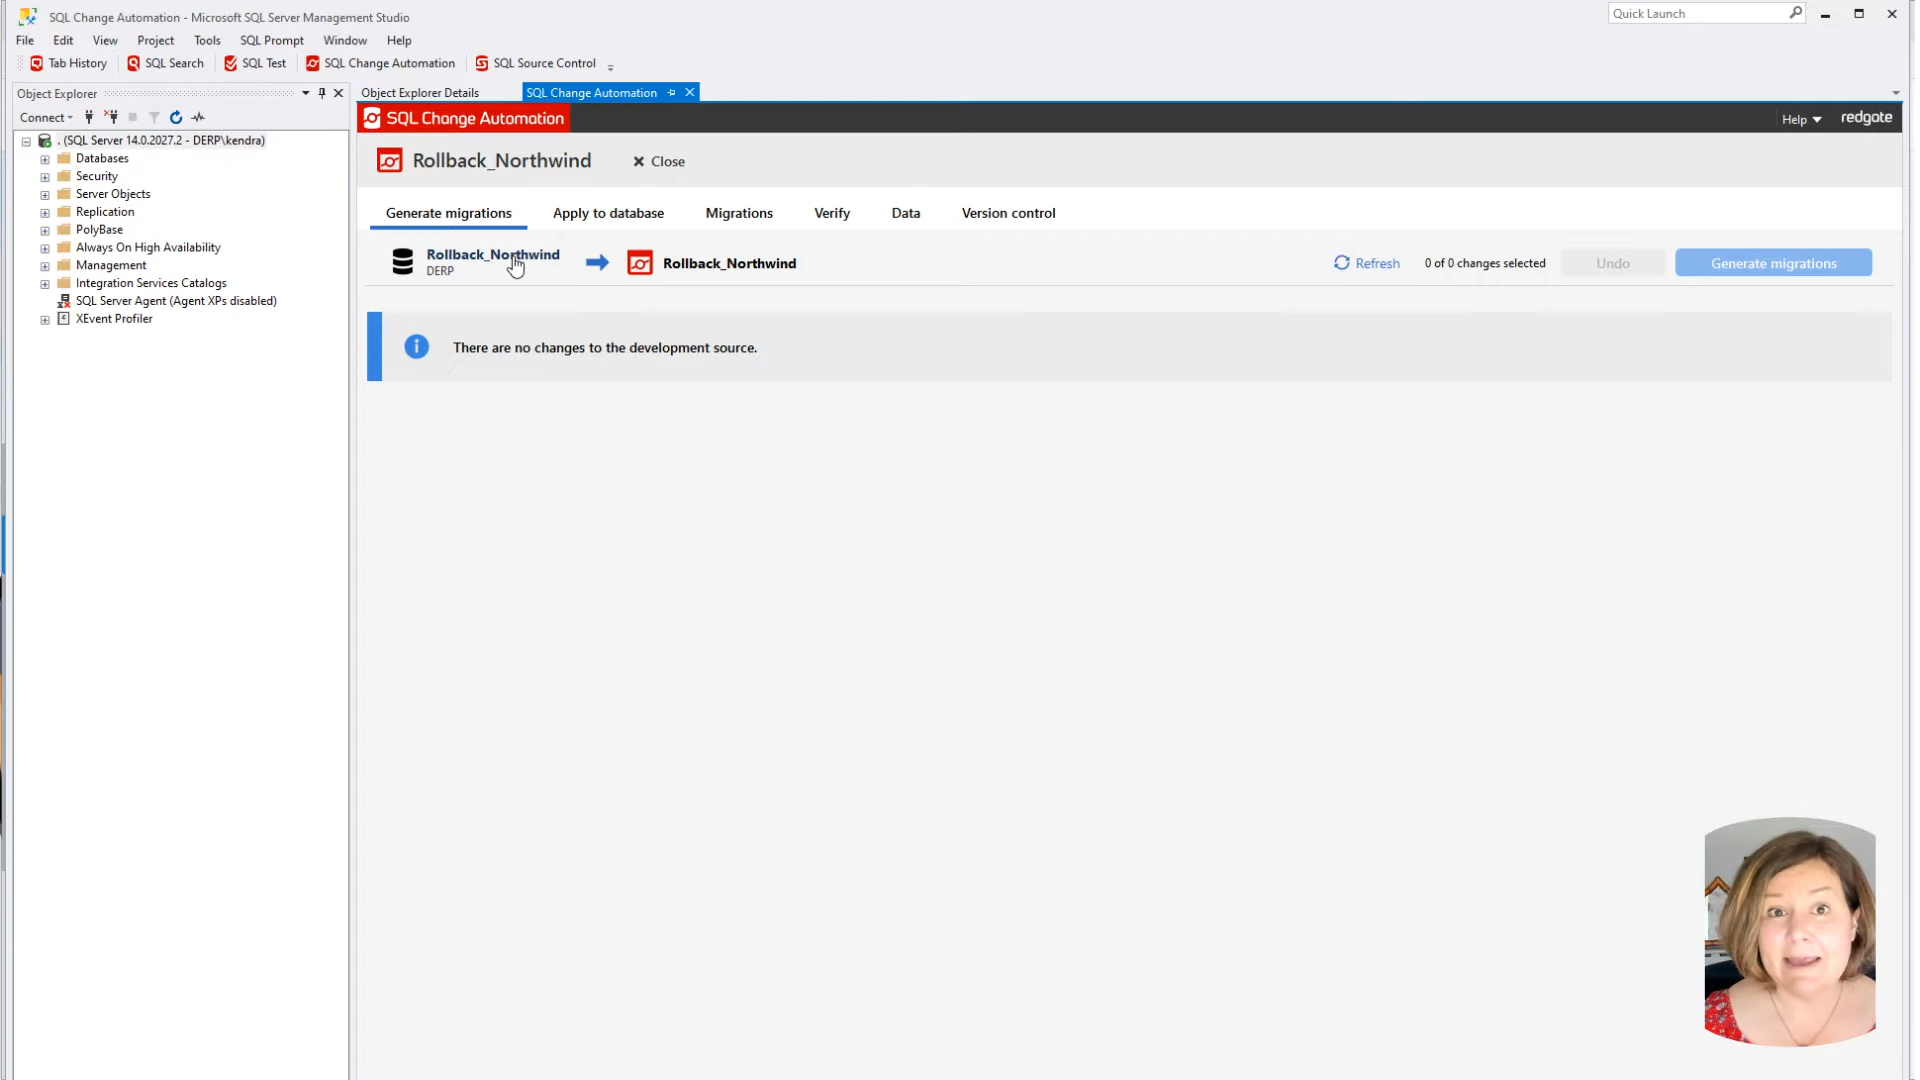 SQL Change Automation - Microsoft SQL Server Management Studio
Quick Launch
File Edit View Project Tools SQL Prompt Window Help
Tab History SQL Search SQL Test SQL Change Automation SQL Source Control
Object Explorer
Object Explorer Details SQL Change Automation
Connect
SQL Change Automation
Help redgate
. (SQL Server 14.0.2027.2 - DERP\kendra)
Databases
Security
Server Objects
Replication
PolyBase
Always On High Availability
Management
Integration Services Catalogs
SQL Server Agent (Agent XPs disabled)
XEvent Profiler
Rollback_Northwind Close
Generate migrations Apply to database Migrations Verify Data Version control
Rollback_Northwind
DERP
Rollback_Northwind
Refresh 0 of 0 changes selected Undo Generate migrations
There are no changes to the development source.